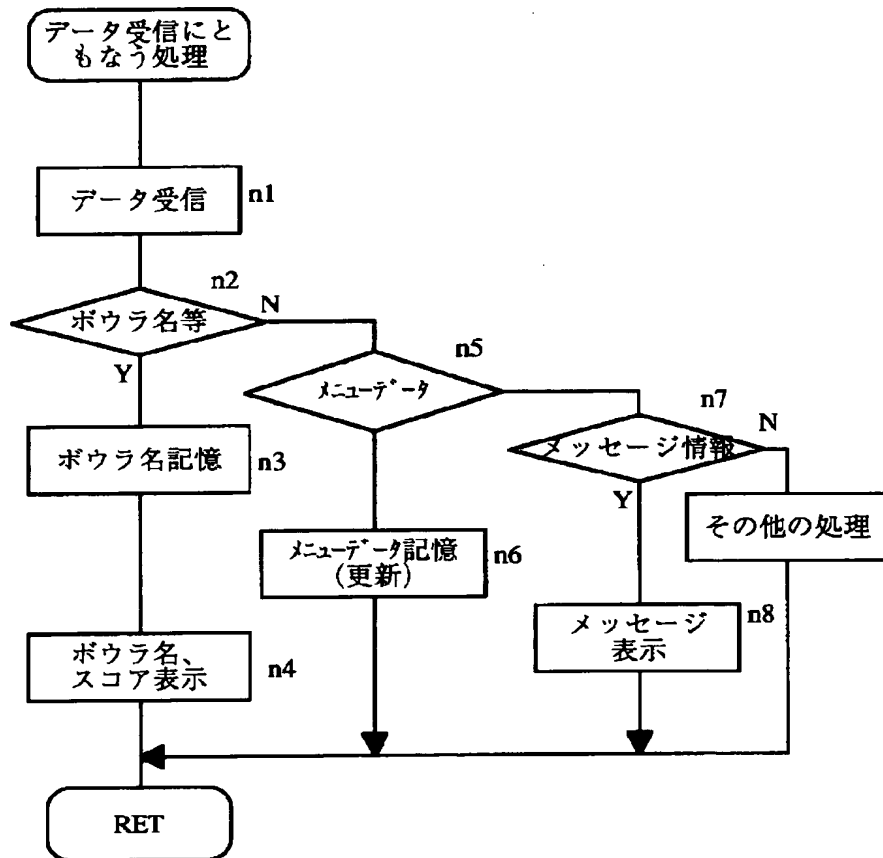 データ受信にと
もなう処理
データ受信
n1
n2
ボウラ名等
N
Y
n5
メニューデータ
n7
メッセージ情報
N
Y
ボウラ名記憶
n3
その他の処理
メニューデータ記憶
(更新)
n6
メッセージ
表示
n8
ボウラ名、
スコア表示
n4
RET